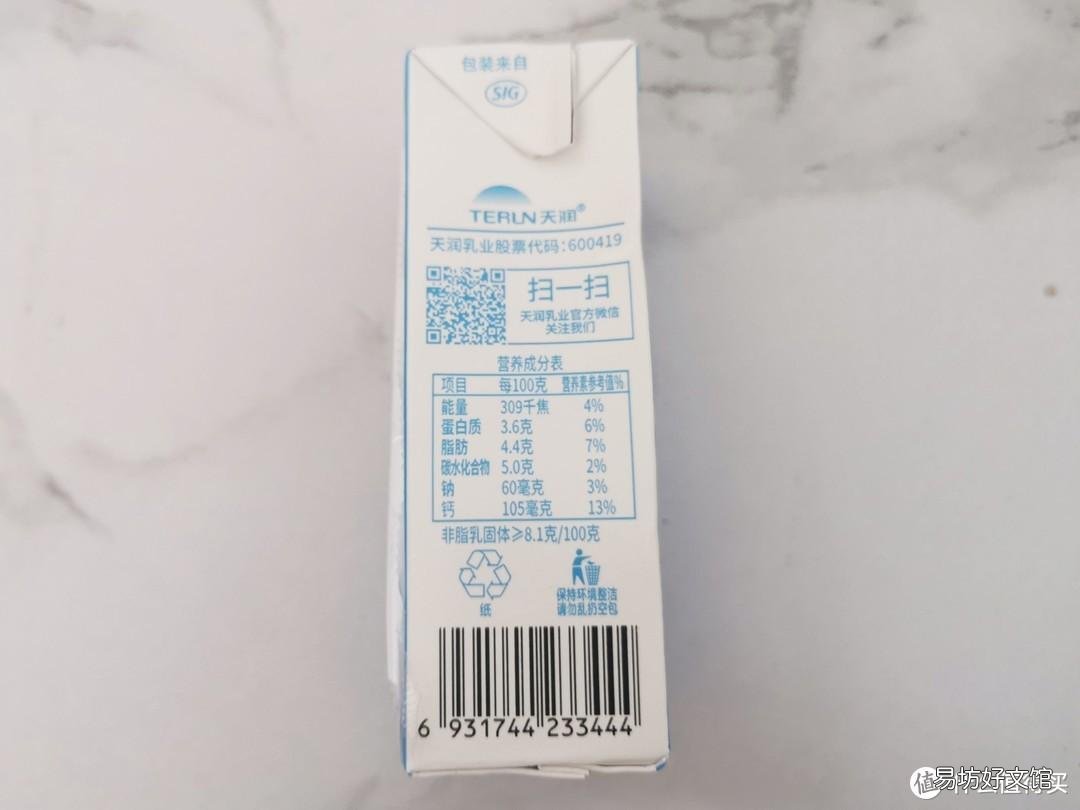 包装来自
SIG
TERUN天润®
天润乳业股票代码:600419
扫一扫
天润乳业官方微信
关注我们
营养成分表
项目 每100克 营养素参考值%
能量 309千焦 4%
蛋白质 3.6克 6%
脂肪 4.4克 7%
碳水化合物 5.0克 2%
钠 60毫克 3%
钙 105毫克 13%
非脂乳固体≥8.1克/100克
纸
保持环境整洁
请勿乱扔空包
6 931744 233444
易坊好文馆